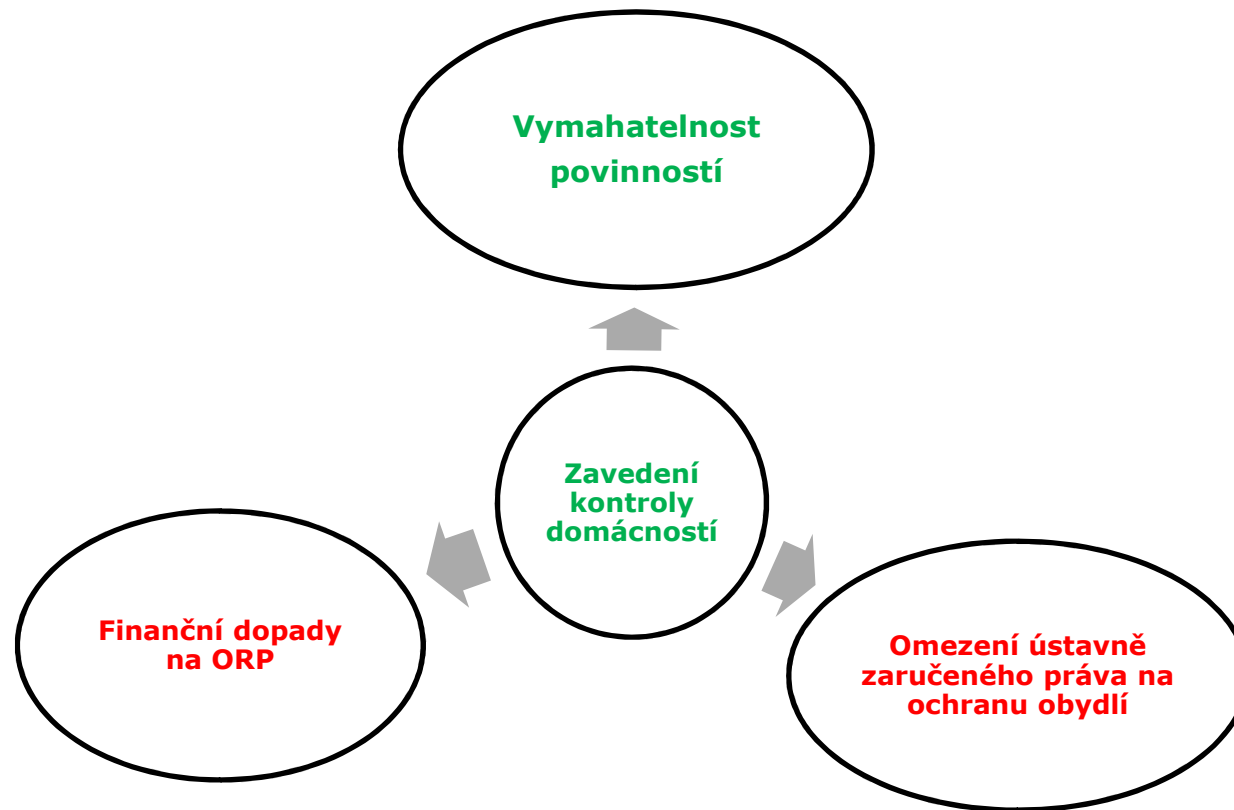 Vymahatelnost
povinností
Zavedení
kontroly
domácností
Finanční dopady
na ORP
Omezení ústavně
zaručeného práva na
ochranu obydlí